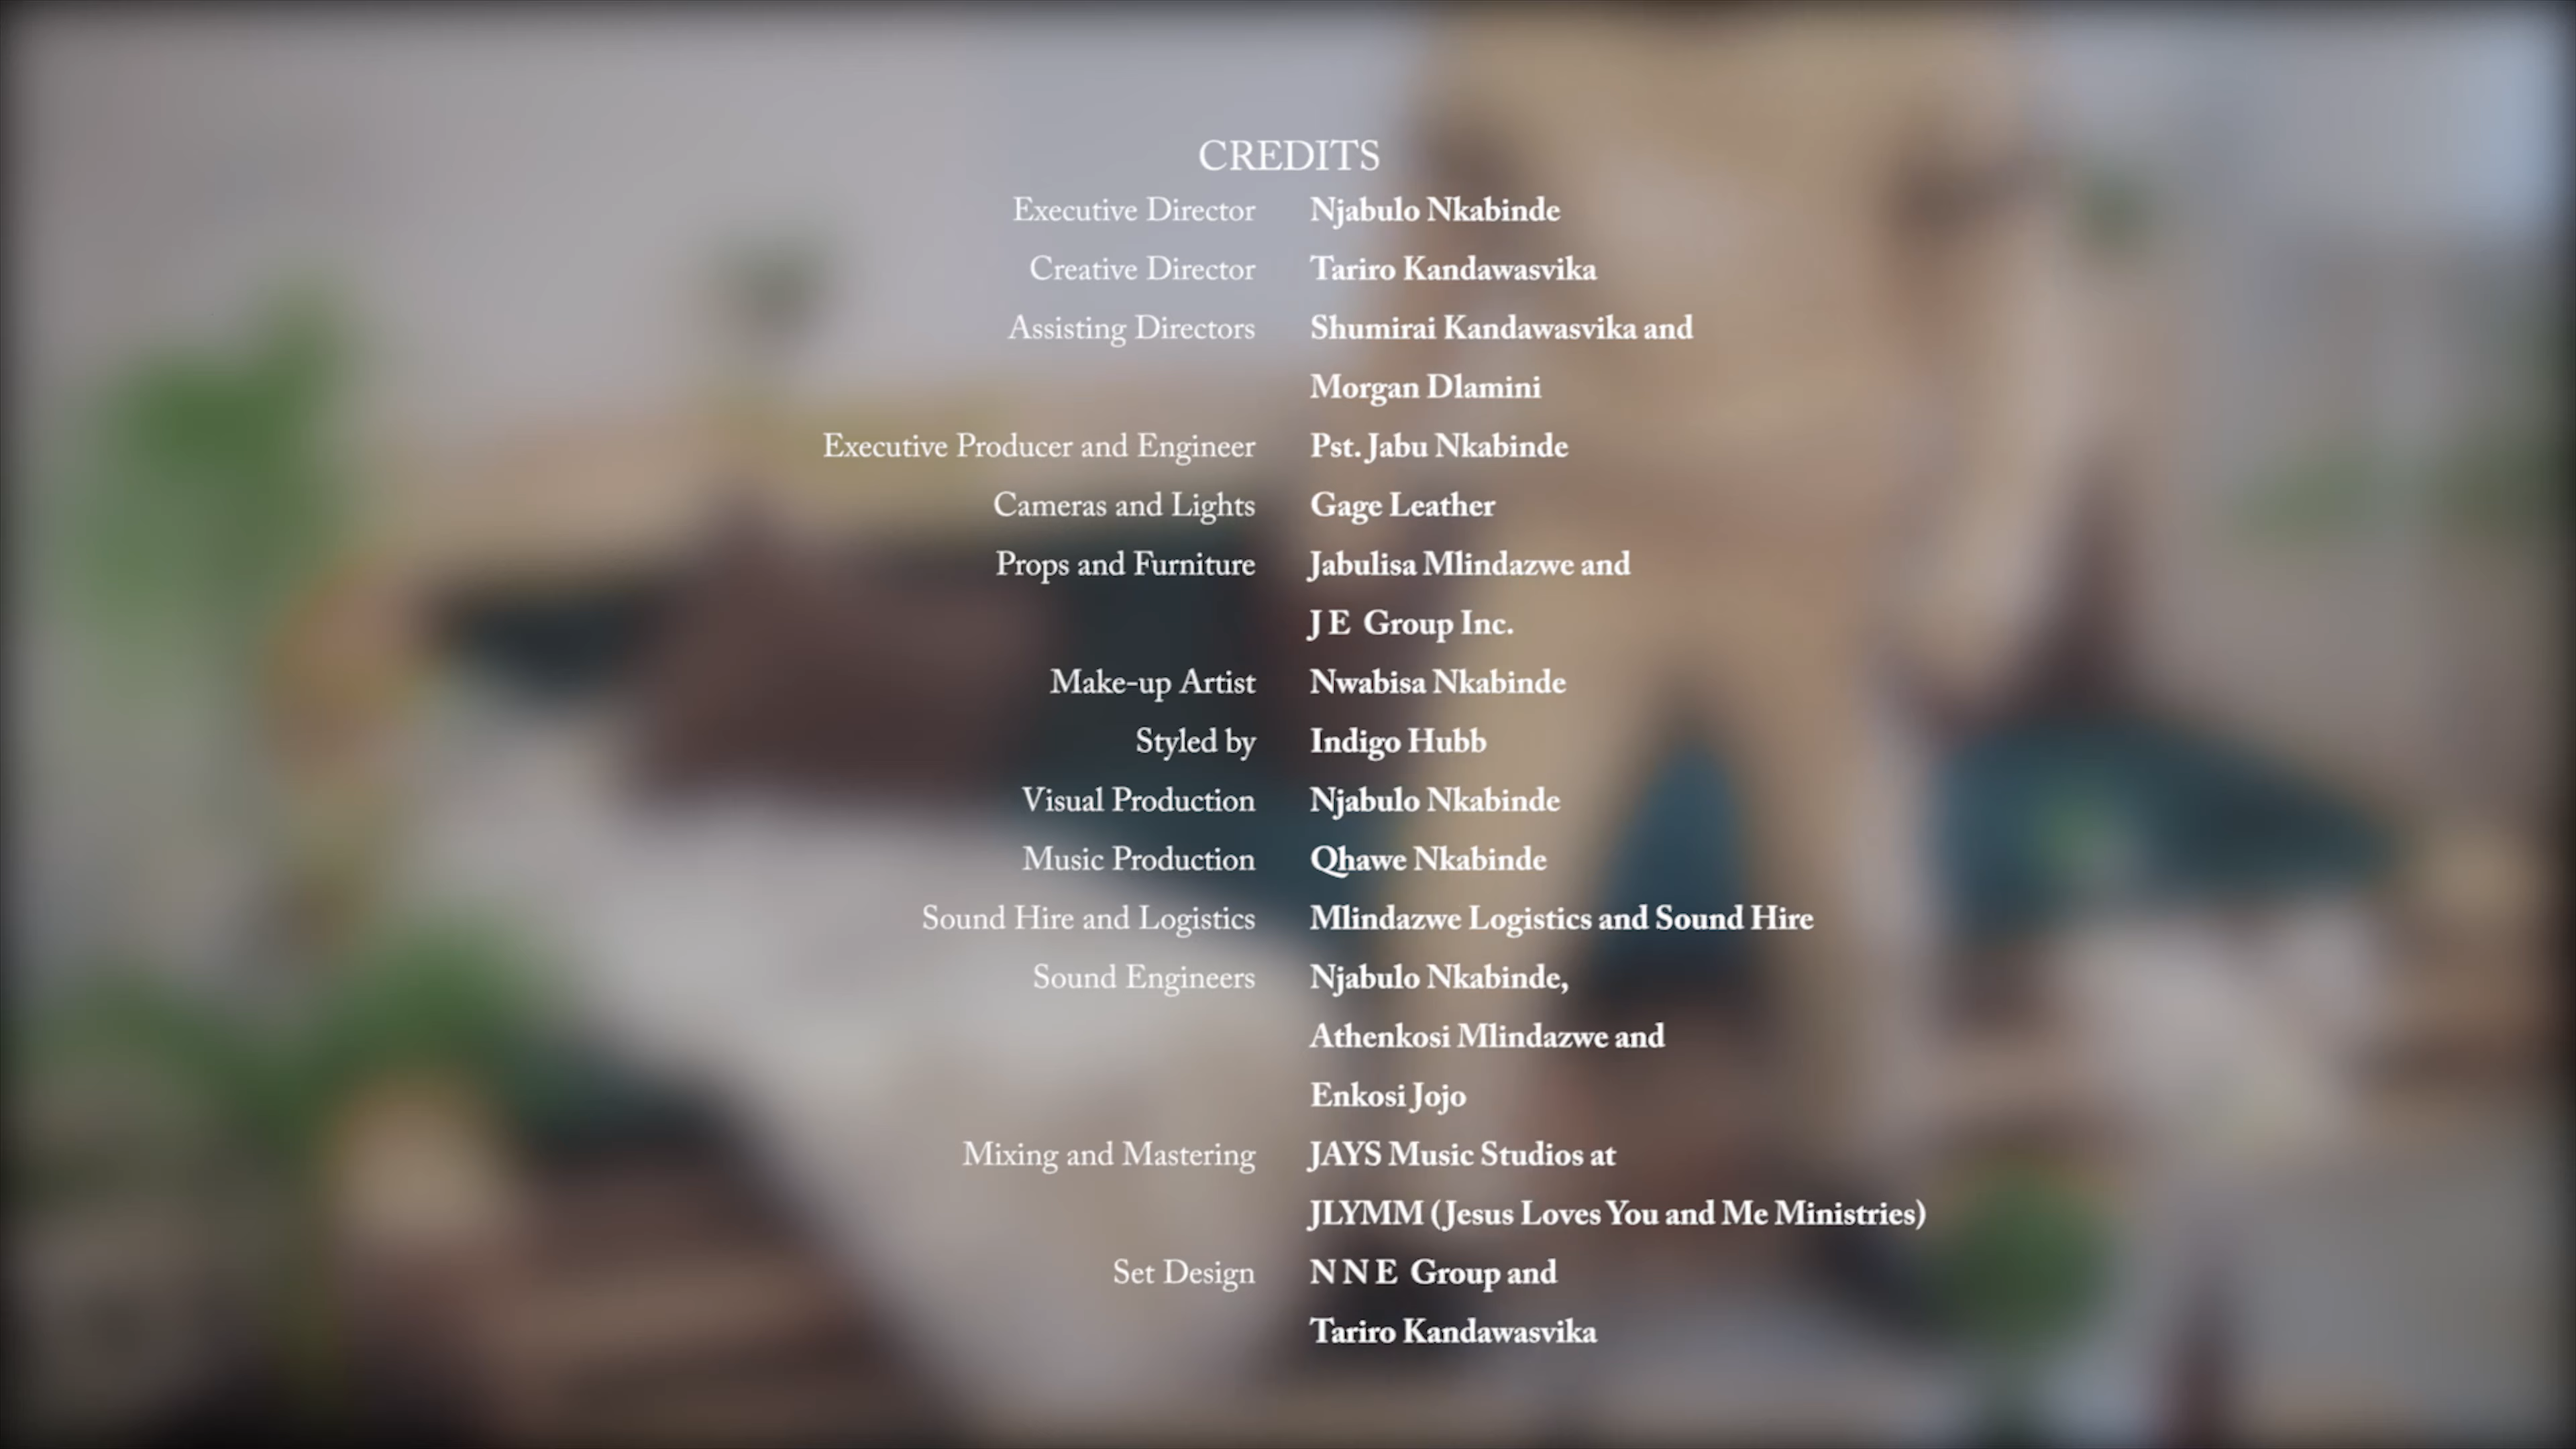 CREDITS
Executive Director Njabulo Nkabinde
Creative Director Tariro Kandawasvika
Assisting Directors Shumirai Kandawasvika and
Morgan Dlamini
Executive Producer and Engineer Pst. Jabu Nkabinde
Cameras and Lights Gage Leather
Props and Furniture Jabulisa Mlindazwe and
J E Group Inc.
Make-up Artist Nwabisa Nkabinde
Styled by Indigo Hubb
Visual Production Njabulo Nkabinde
Music Production Qhawe Nkabinde
Sound Hire and Logistics Mlindazwe Logistics and Sound Hire
Sound Engineers Njabulo Nkabinde,
Athenkosi Mlindazwe and
Enkosi Jojo
Mixing and Mastering JAYS Music Studios at
JLYMM (Jesus Loves You and Me Ministries)
Set Design N N E Group and
Tariro Kandawasvika